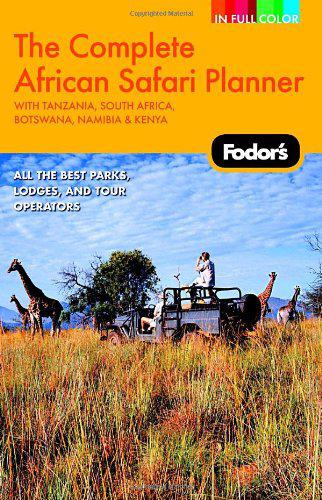 IN FULL COLOR
The Complete
African Safari Planner
WITH TANZANIA, SOUTH AFRICA,
BOTSWANA, NAMIBIA & KENYA
Fodor's
ALL THE BEST PARKS,
LODGES, AND TOUR
OPERATORS